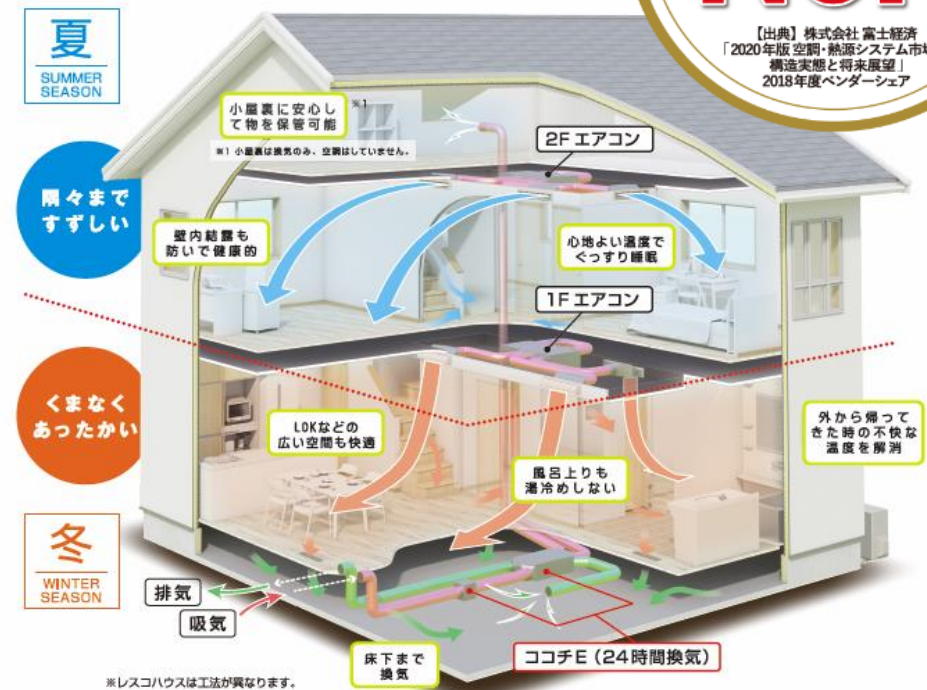 夏
SUMMER
SEASON
No.
【出典】株式会社 富士経済
「2020年版 空調・熱源システム市場
構造実態と将来展望」
2018年度ベンダーシェア
小屋裏に安心し
て物を保管可能
※1
※1 小屋裏は換気のみ、空調はしていません。
2F エアコン
隅々まで
すずしい
壁内結露も
防いで健康的
心地よい温度で
ぐっすり睡眠
1F エアコン
くまなく
あったかい
LDKなどの
広い空間も快適
風呂上りも
湯冷めしない
外から帰って
きた時の不快な
温度を解消
冬
WINTER
SEASON
排気
吸気
床下まで
換気
ココチE(24時間換気)
※レスコハウスは工法が異なります。